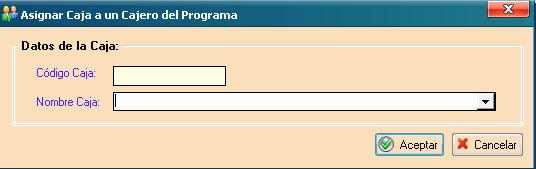 Asignar Caja a un Cajero del Programa
Datos de la Caja:
Código Caja:
Nombre Caja:
Aceptar
Cancelar